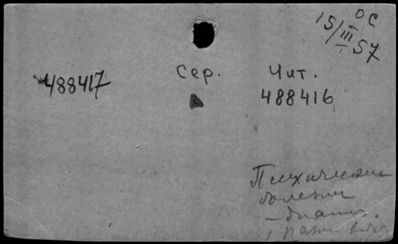 ОС
15/III-57
488417
Сер. Чит.
488416
Психические
болезни